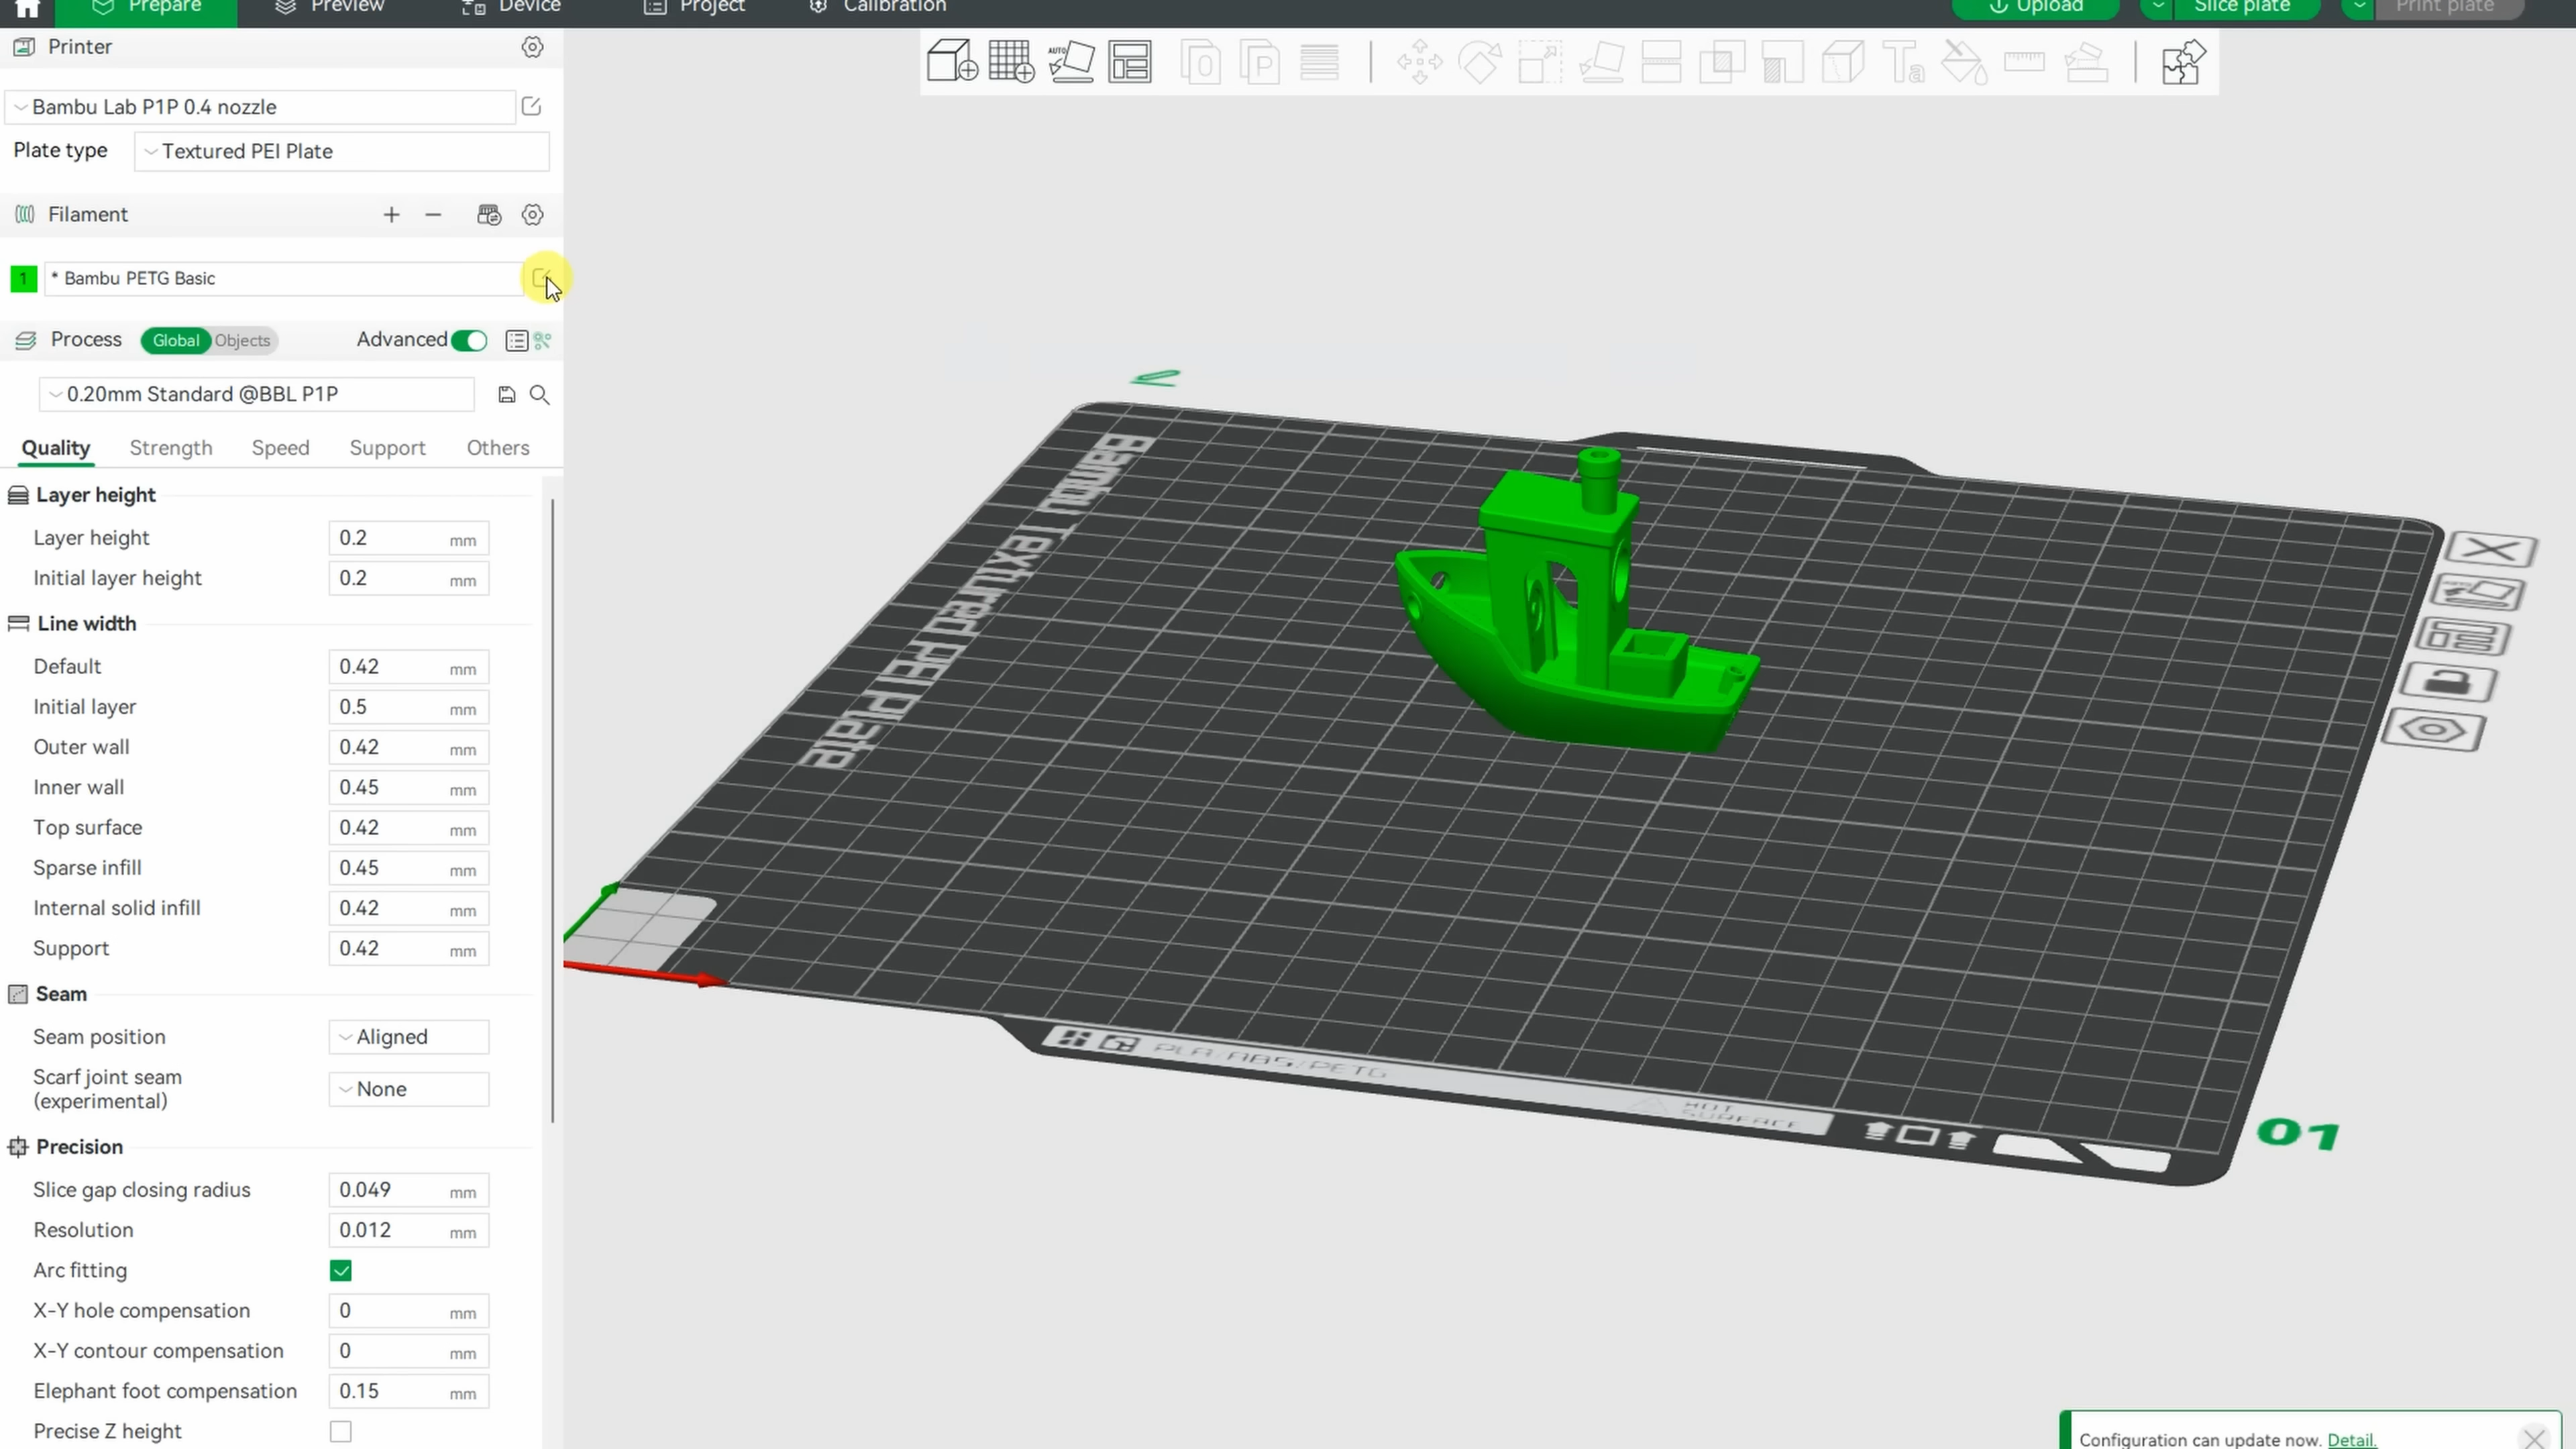 Prepare
Preview
Device
Project
Calibration
Upload
Slice plate
Print plate
Printer
Bambu Lab P1P 0.4 nozzle
Plate type
Textured PEI Plate
Filament
1
* Bambu PETG Basic
Process
Global
Objects
Advanced
0.20mm Standard @BBL P1P
Quality
Strength
Speed
Support
Others
Layer height
Layer height 0.2 mm
Initial layer height 0.2 mm
Line width
Default 0.42 mm
Initial layer 0.5 mm
Outer wall 0.42 mm
Inner wall 0.45 mm
Top surface 0.42 mm
Sparse infill 0.45 mm
Internal solid infill 0.42 mm
Support 0.42 mm
Seam
Seam position Aligned
Scarf joint seam
(experimental) None
Precision
Slice gap closing radius 0.049 mm
Resolution 0.012 mm
Arc fitting
X-Y hole compensation 0 mm
X-Y contour compensation 0 mm
Elephant foot compensation 0.15 mm
Precise Z height
AUTO
O
P
Ta
Bambu Textured PEI Plate
PLA/ABS/PETG
HOT
SURFACE
01
Configuration can update now. Detail.